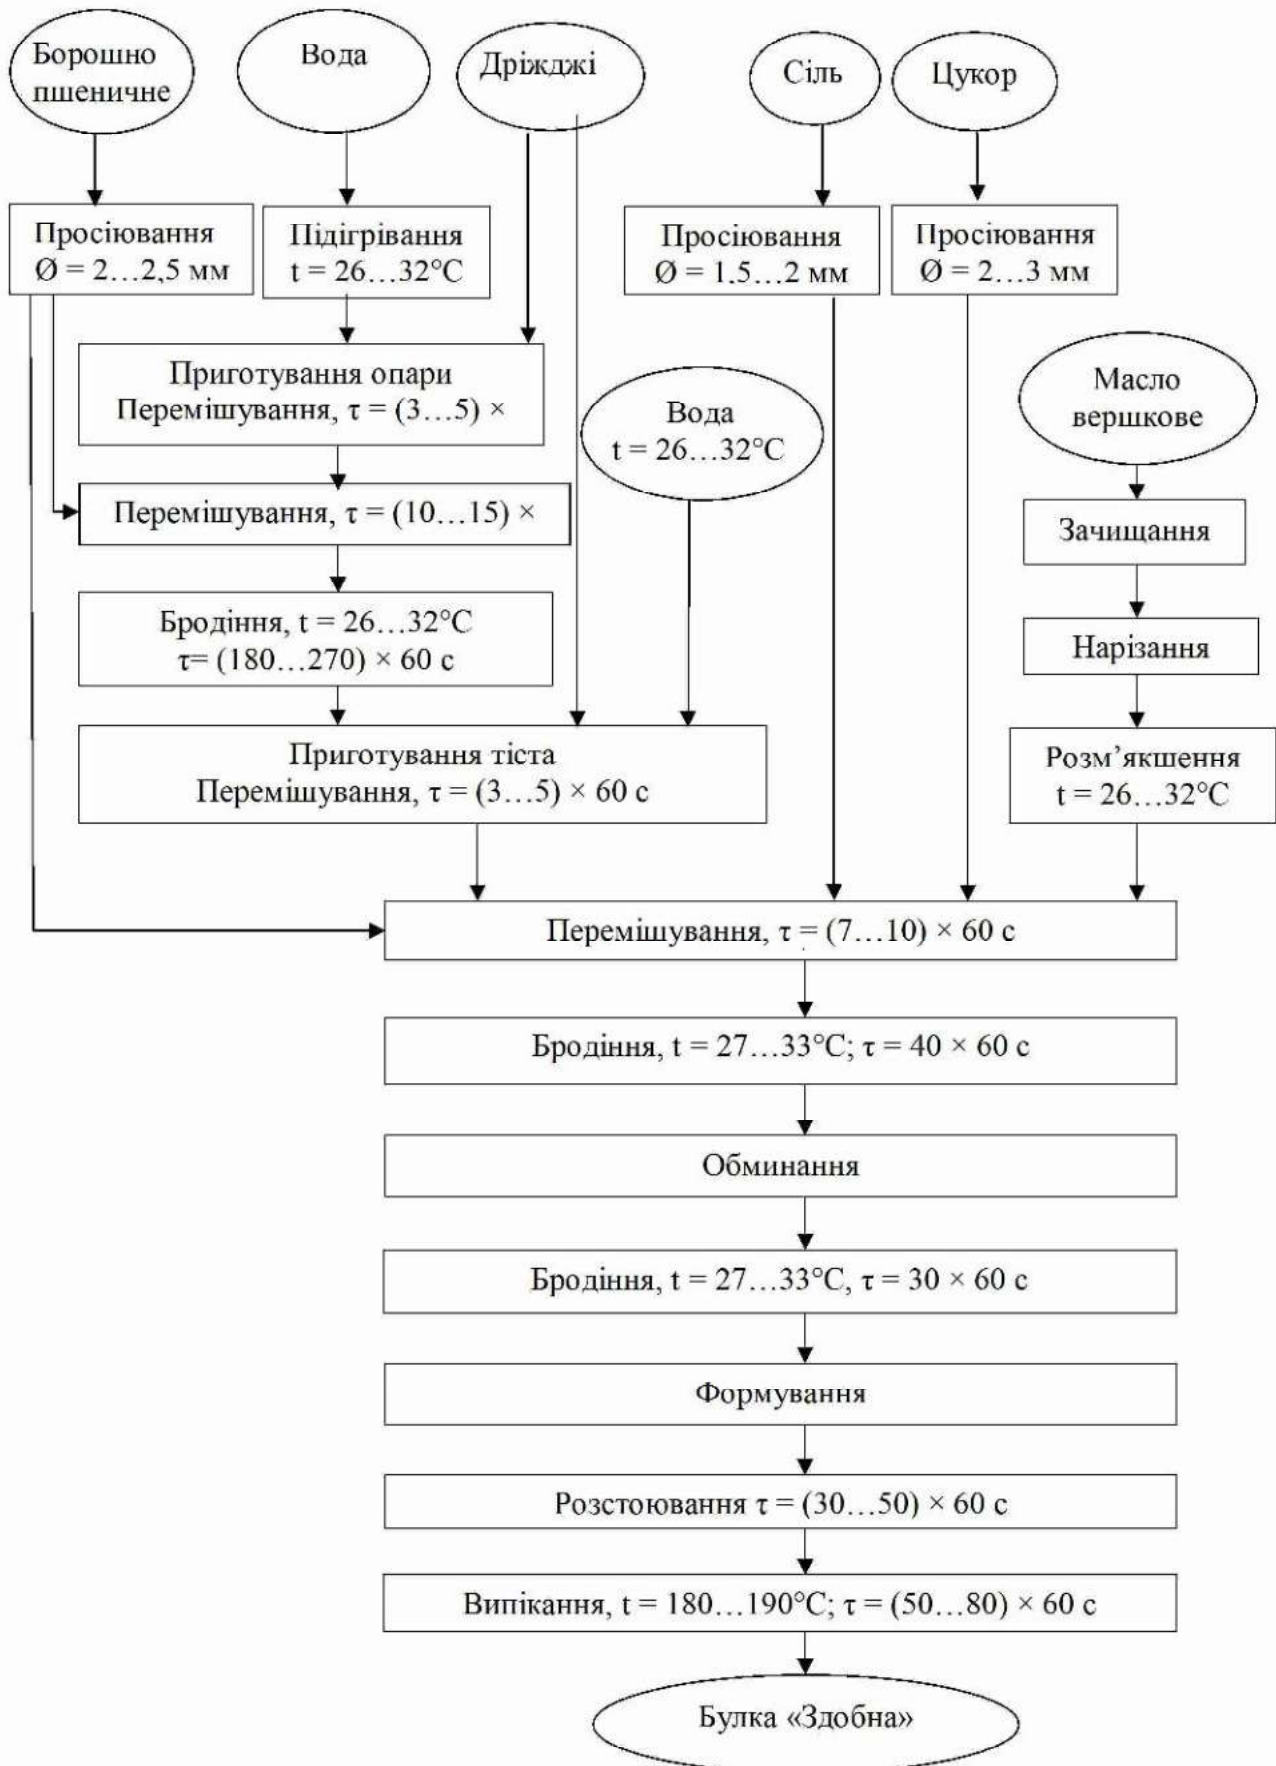 Борошно
пшеничне
Вода
Дріжджі
Сіль
Цукор
Просіювання
Ø = 2…2,5 мм
Підігрівання
t = 26…32°С
Просіювання
Ø = 1.5…2 мм
Просіювання
Ø = 2…3 мм
Приготування опари
Перемішування, τ = (3…5) ×
Вода
t = 26…32°С
Масло
вершкове
Перемішування, τ = (10…15) ×
Зачищання
Бродіння, t = 26…32°С
τ= (180…270) × 60 с
Нарізання
Приготування тіста
Перемішування, τ = (3…5) × 60 с
Розм’якшення
t = 26…32°С
Перемішування, τ = (7…10) × 60 с
Бродіння, t = 27…33°С; τ = 40 × 60 с
Обминання
Бродіння, t = 27…33°С, τ = 30 × 60 с
Формування
Розстоювання τ = (30…50) × 60 с
Випікання, t = 180…190°С; τ = (50…80) × 60 с
Булка «Здобна»